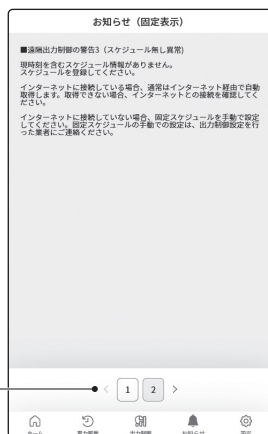 お知らせ（固定表示）
■遠隔出力制御の警告3（スケジュール無し異常)
現時刻を含むスケジュール情報がありません。
スケジュールを登録してください。
インターネットに接続している場合、通常はインターネット経由で自動
取得します。取得できない場合、インターネットとの接続を確認してく
ださい。
インターネットに接続していない場合、固定スケジュールを手動で設定
してください。固定スケジュールの手動での設定は、出力制御設定を行
った業者にご連絡ください。
< 1 2 >